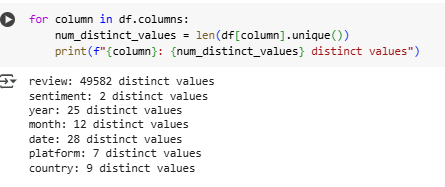 for column in df.columns:
    num_distinct_values = len(df[column].unique())
    print(f"{column}: {num_distinct_values} distinct values")
review: 49582 distinct values
sentiment: 2 distinct values
year: 25 distinct values
month: 12 distinct values
date: 28 distinct values
platform: 7 distinct values
country: 9 distinct values